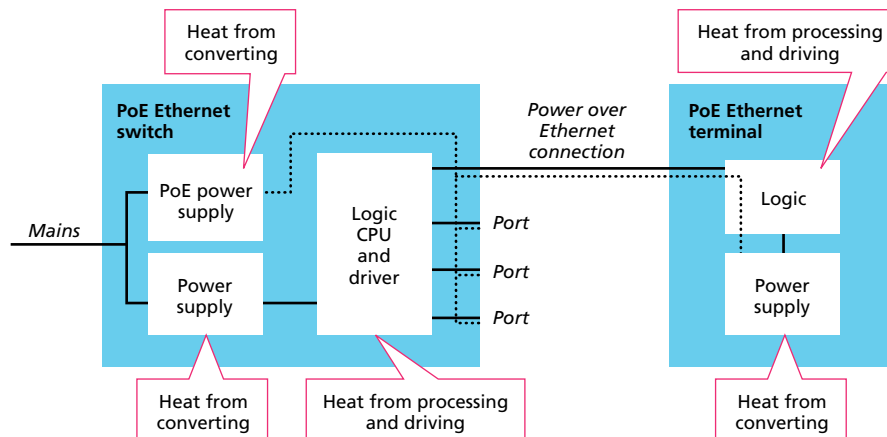 Heat from
converting
Heat from processing
and driving
PoE Ethernet
switch
Power over
Ethernet
connection
PoE Ethernet
terminal
PoE power
supply
Logic
CPU
and
driver
Logic
Mains
Port
Port
Port
Power
supply
Power
supply
Heat from
converting
Heat from processing
and driving
Heat from
converting